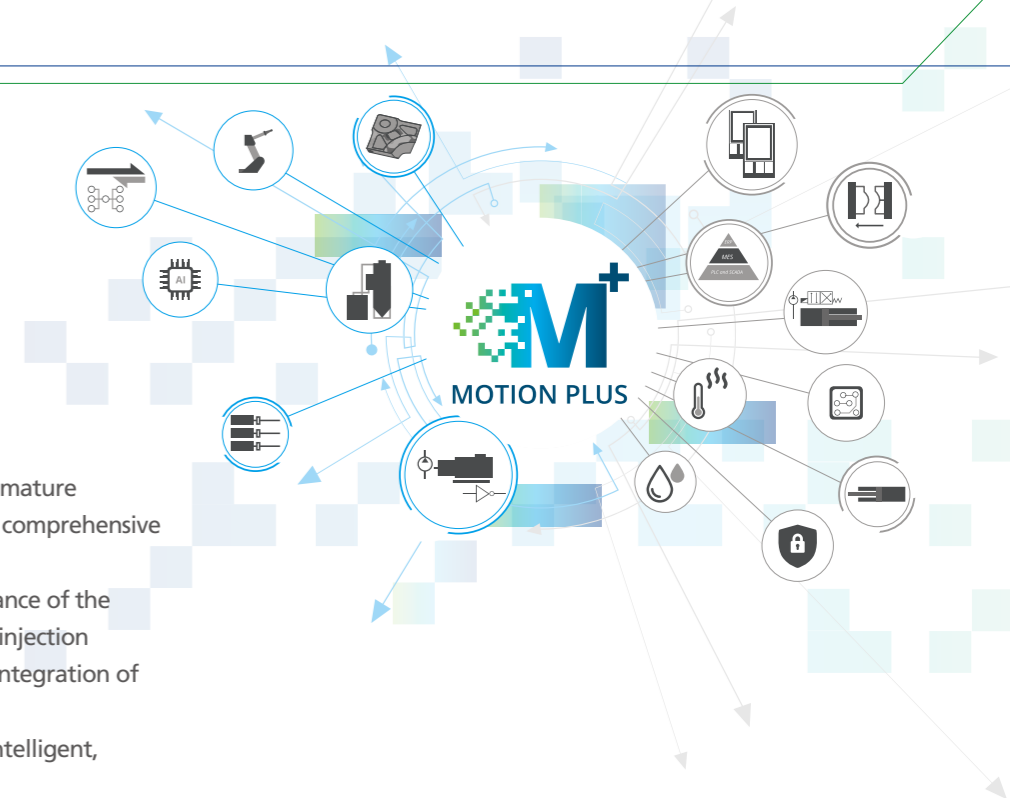 AI
MES
PLC and SCADA
M+
MOTION PLUS
mature
comprehensive
ance of the
injection
ntegration of
ntelligent,